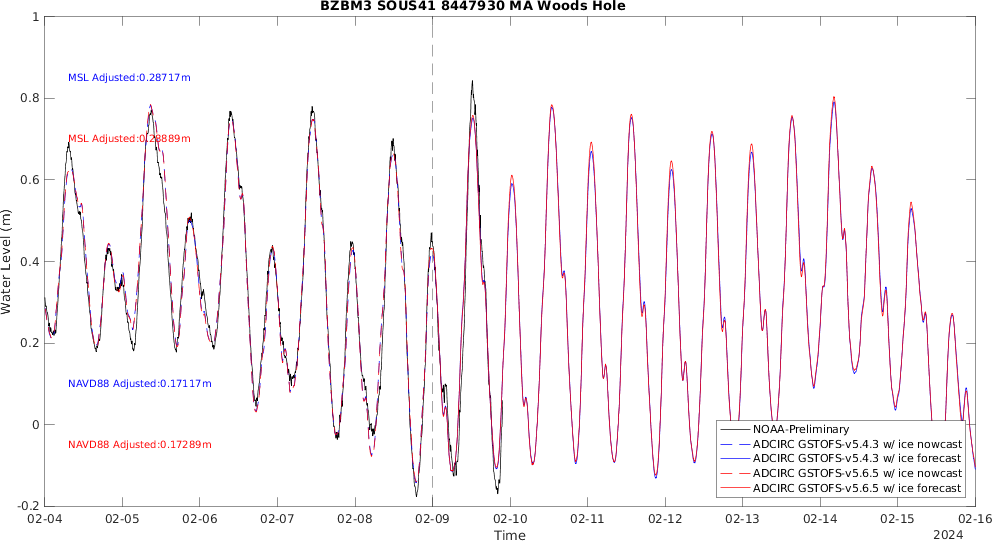 BZBM3 SOUS41 8447930 MA Woods Hole
1
0.8
0.6
0.4
0.2
0
-0.2
Water Level (m)
MSL Adjusted:0.28717m
MSL Adjusted:0.28889m
NAVD88 Adjusted:0.17117m
NAVD88 Adjusted:0.17289m
NOAA-Preliminary
ADCIRC GSTOFS-v5.4.3 w/ ice nowcast
ADCIRC GSTOFS-v5.4.3 w/ ice forecast
ADCIRC GSTOFS-v5.6.5 w/ ice nowcast
ADCIRC GSTOFS-v5.6.5 w/ ice forecast
02-04 02-05 02-06 02-07 02-08 02-09 02-10 02-11 02-12 02-13 02-14 02-15 02-16
Time
2024